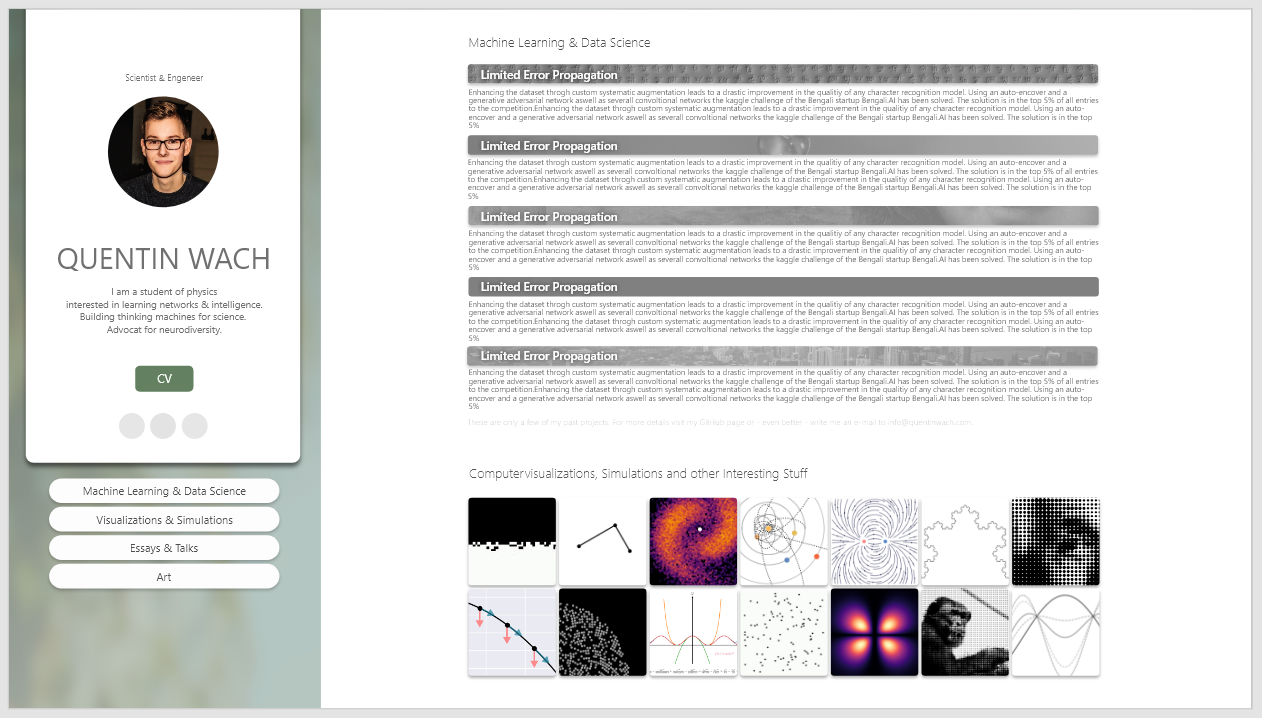 Scientist & Engeneer
QUENTIN WACH
I am a student of physics
interested in learning networks & intelligence.
Building thinking machines for science.
Advocat for neurodiversity.
CV
Machine Learning & Data Science
Visualizations & Simulations
Essays & Talks
Art
Machine Learning & Data Science
Limited Error Propagation
Enhancing the dataset throgh custom systematic augmentation leads to a drastic improvement in the qualitiy of any character recognition model. Using an auto-encover and a
generative adversarial network aswell as severall convoltional networks the kaggle challenge of the Bengali startup Bengali.AI has been solved. The solution is in the top 5% of all entries
to the competition.Enhancing the dataset throgh custom systematic augmentation leads to a drastic improvement in the qualitiy of any character recognition model. Using an auto-
encover and a generative adversarial network aswell as severall convoltional networks the kaggle challenge of the Bengali startup Bengali.AI has been solved. The solution is in the top
5%
Limited Error Propagation
Enhancing the dataset throgh custom systematic augmentation leads to a drastic improvement in the qualitiy of any character recognition model. Using an auto-encover and a
generative adversarial network aswell as severall convoltional networks the kaggle challenge of the Bengali startup Bengali.AI has been solved. The solution is in the top 5% of all entries
to the competition.Enhancing the dataset throgh custom systematic augmentation leads to a drastic improvement in the qualitiy of any character recognition model. Using an auto-
encover and a generative adversarial network aswell as severall convoltional networks the kaggle challenge of the Bengali startup Bengali.AI has been solved. The solution is in the top
5%
Limited Error Propagation
Enhancing the dataset throgh custom systematic augmentation leads to a drastic improvement in the qualitiy of any character recognition model. Using an auto-encover and a
generative adversarial network aswell as severall convoltional networks the kaggle challenge of the Bengali startup Bengali.AI has been solved. The solution is in the top 5% of all entries
to the competition.Enhancing the dataset throgh custom systematic augmentation leads to a drastic improvement in the qualitiy of any character recognition model. Using an auto-
encover and a generative adversarial network aswell as severall convoltional networks the kaggle challenge of the Bengali startup Bengali.AI has been solved. The solution is in the top
5%
Limited Error Propagation
Enhancing the dataset throgh custom systematic augmentation leads to a drastic improvement in the qualitiy of any character recognition model. Using an auto-encover and a
generative adversarial network aswell as severall convoltional networks the kaggle challenge of the Bengali startup Bengali.AI has been solved. The solution is in the top 5% of all entries
to the competition.Enhancing the dataset throgh custom systematic augmentation leads to a drastic improvement in the qualitiy of any character recognition model. Using an auto-
encover and a generative adversarial network aswell as severall convoltional networks the kaggle challenge of the Bengali startup Bengali.AI has been solved. The solution is in the top
5%
Limited Error Propagation
Enhancing the dataset throgh custom systematic augmentation leads to a drastic improvement in the qualitiy of any character recognition model. Using an auto-encover and a
generative adversarial network aswell as severall convoltional networks the kaggle challenge of the Bengali startup Bengali.AI has been solved. The solution is in the top 5% of all entries
to the competition.Enhancing the dataset throgh custom systematic augmentation leads to a drastic improvement in the qualitiy of any character recognition model. Using an auto-
encover and a generative adversarial network aswell as severall convoltional networks the kaggle challenge of the Bengali startup Bengali.AI has been solved. The solution is in the top
5%
These are only a few of my past projects. For more details visit my GitHub page or - even better - write me an e-mail to info@quentinwach.com.
Computervisualizations, Simulations and other Interesting Stuff